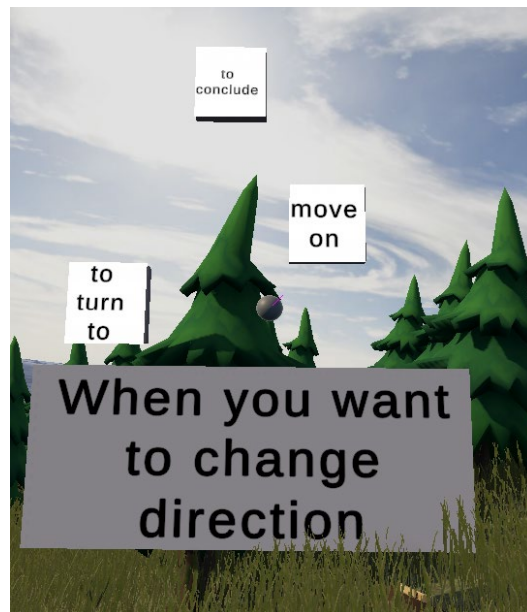 to
conclude
move
on
to
turn
to
When you want
to change
direction